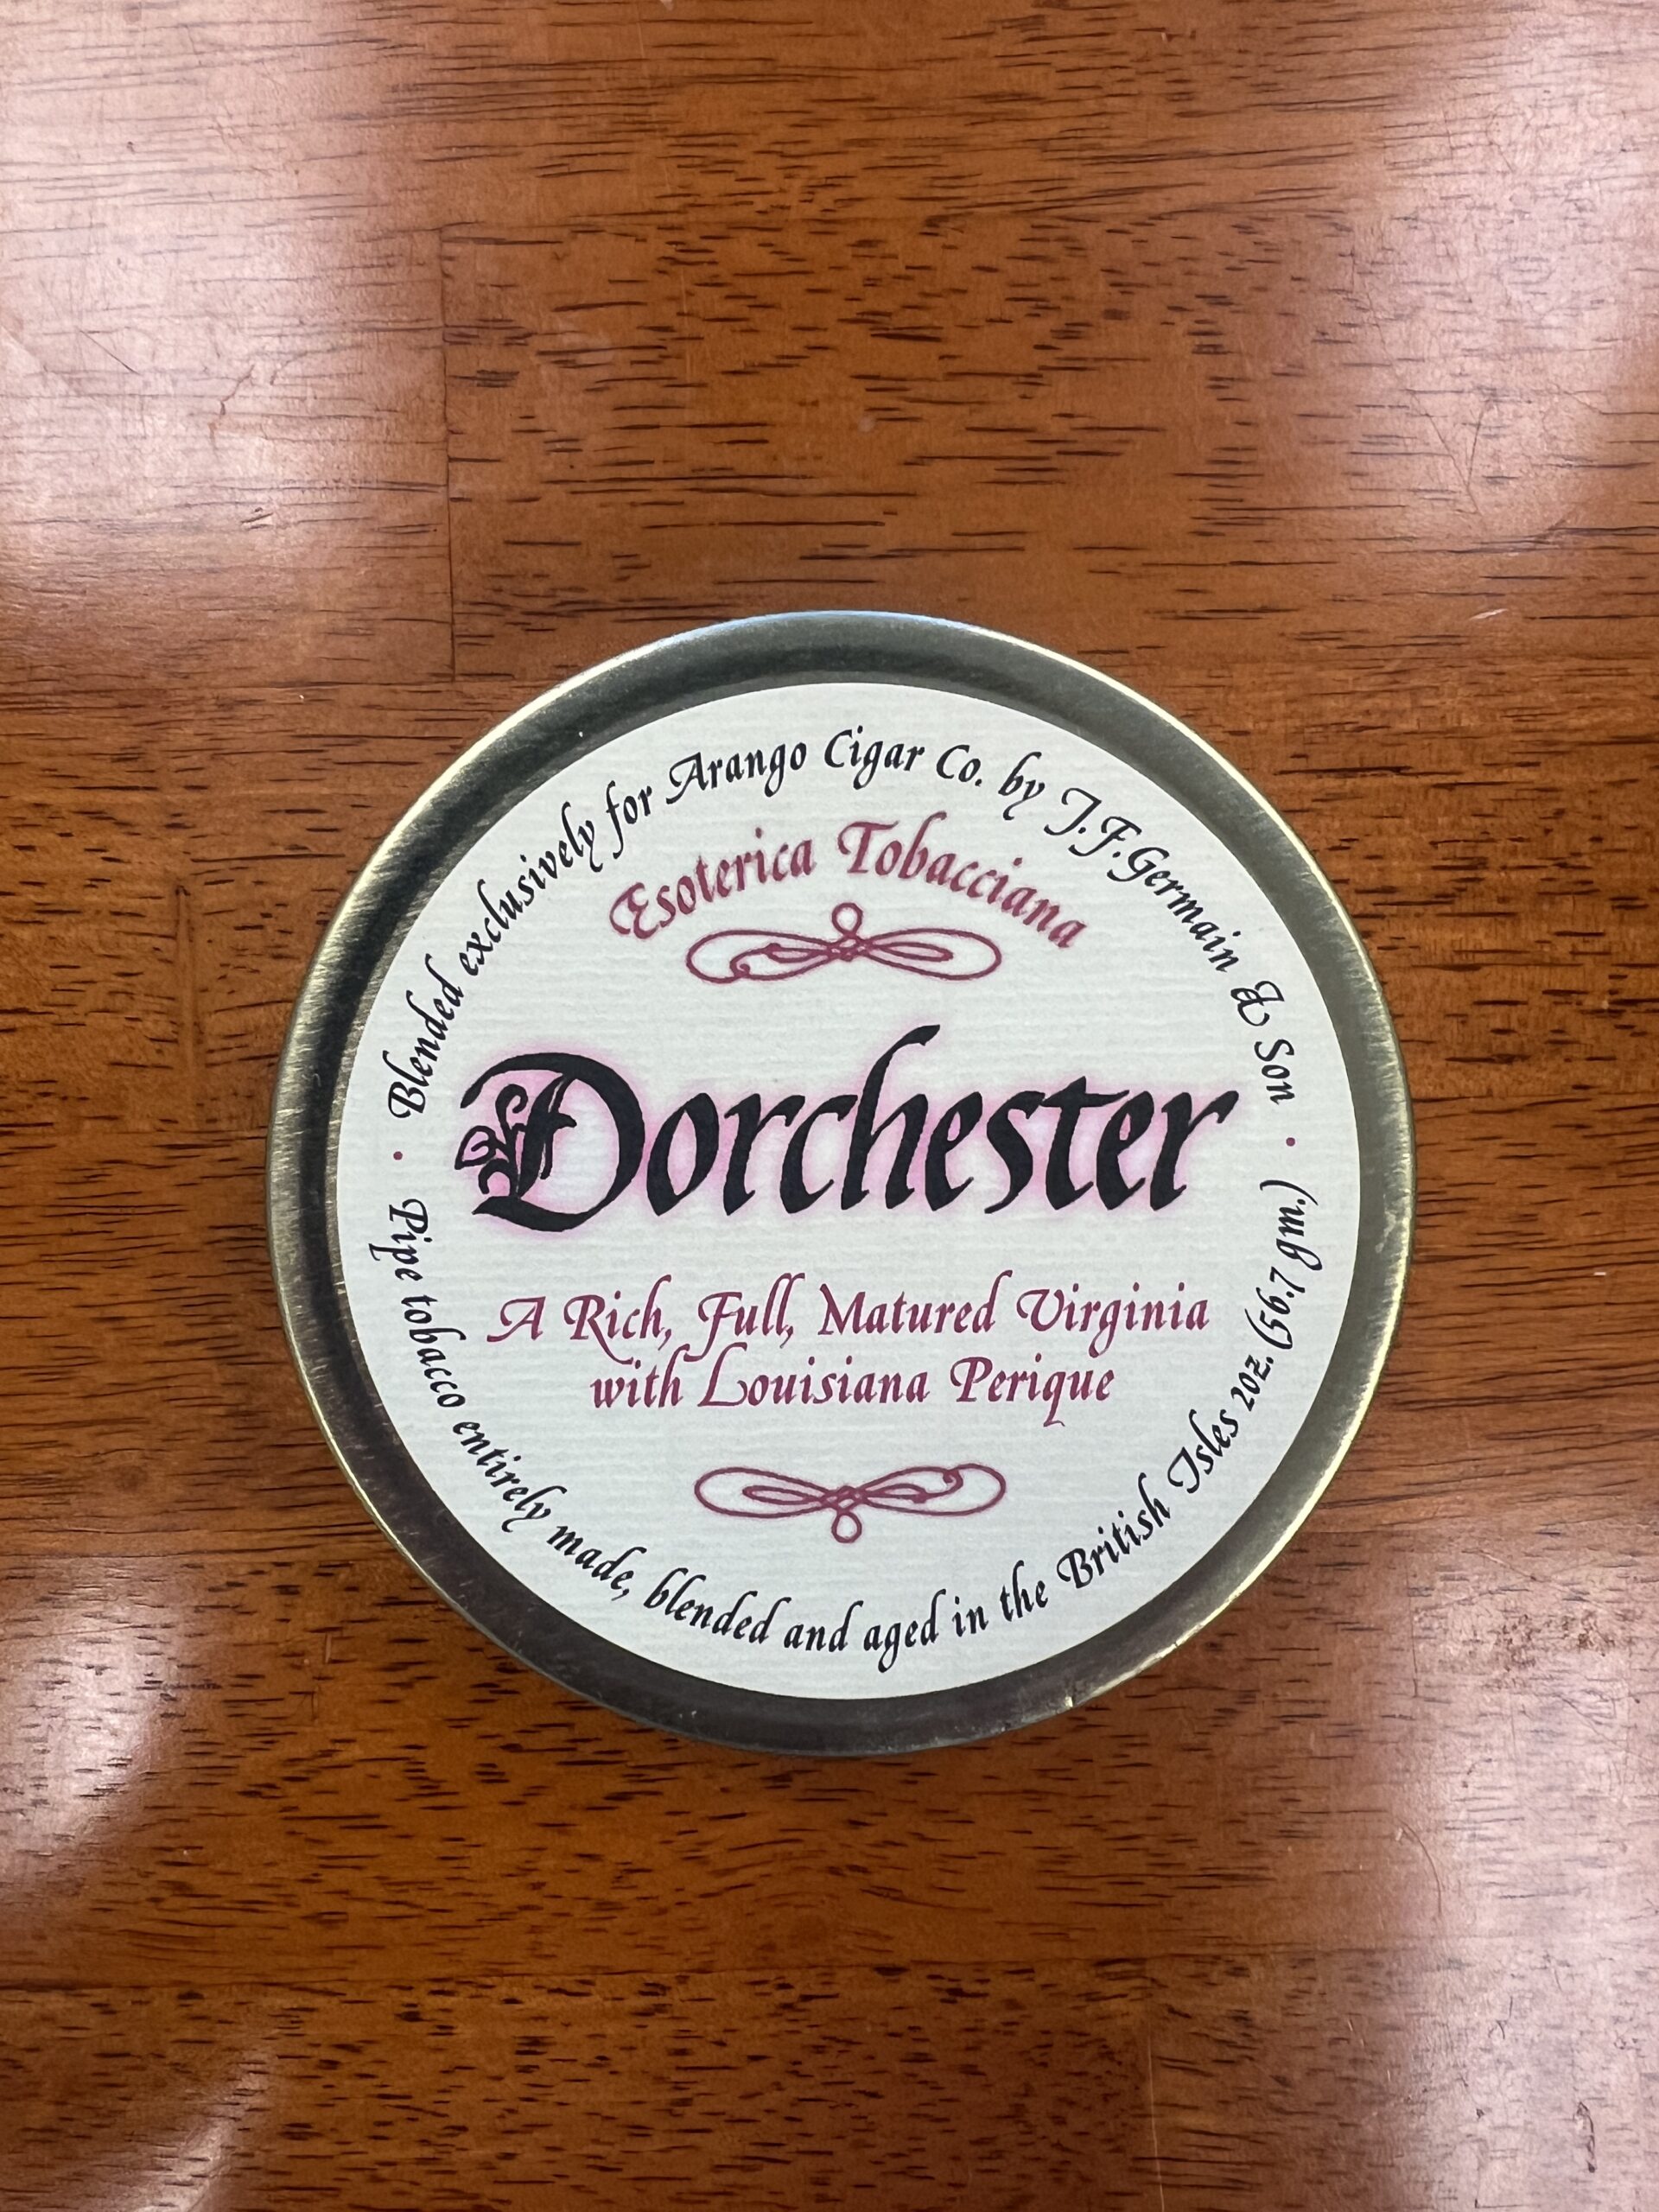 Blended exclusively for Arango Cigar Co. by J.F.Germain & Son
Esoterica Tobacciana
Dorchester
A Rich, Full, Matured Virginia
with Louisiana Perique
Pipe tobacco entirely made, blended and aged in the British Isles 2oz. (56.7 gm.)